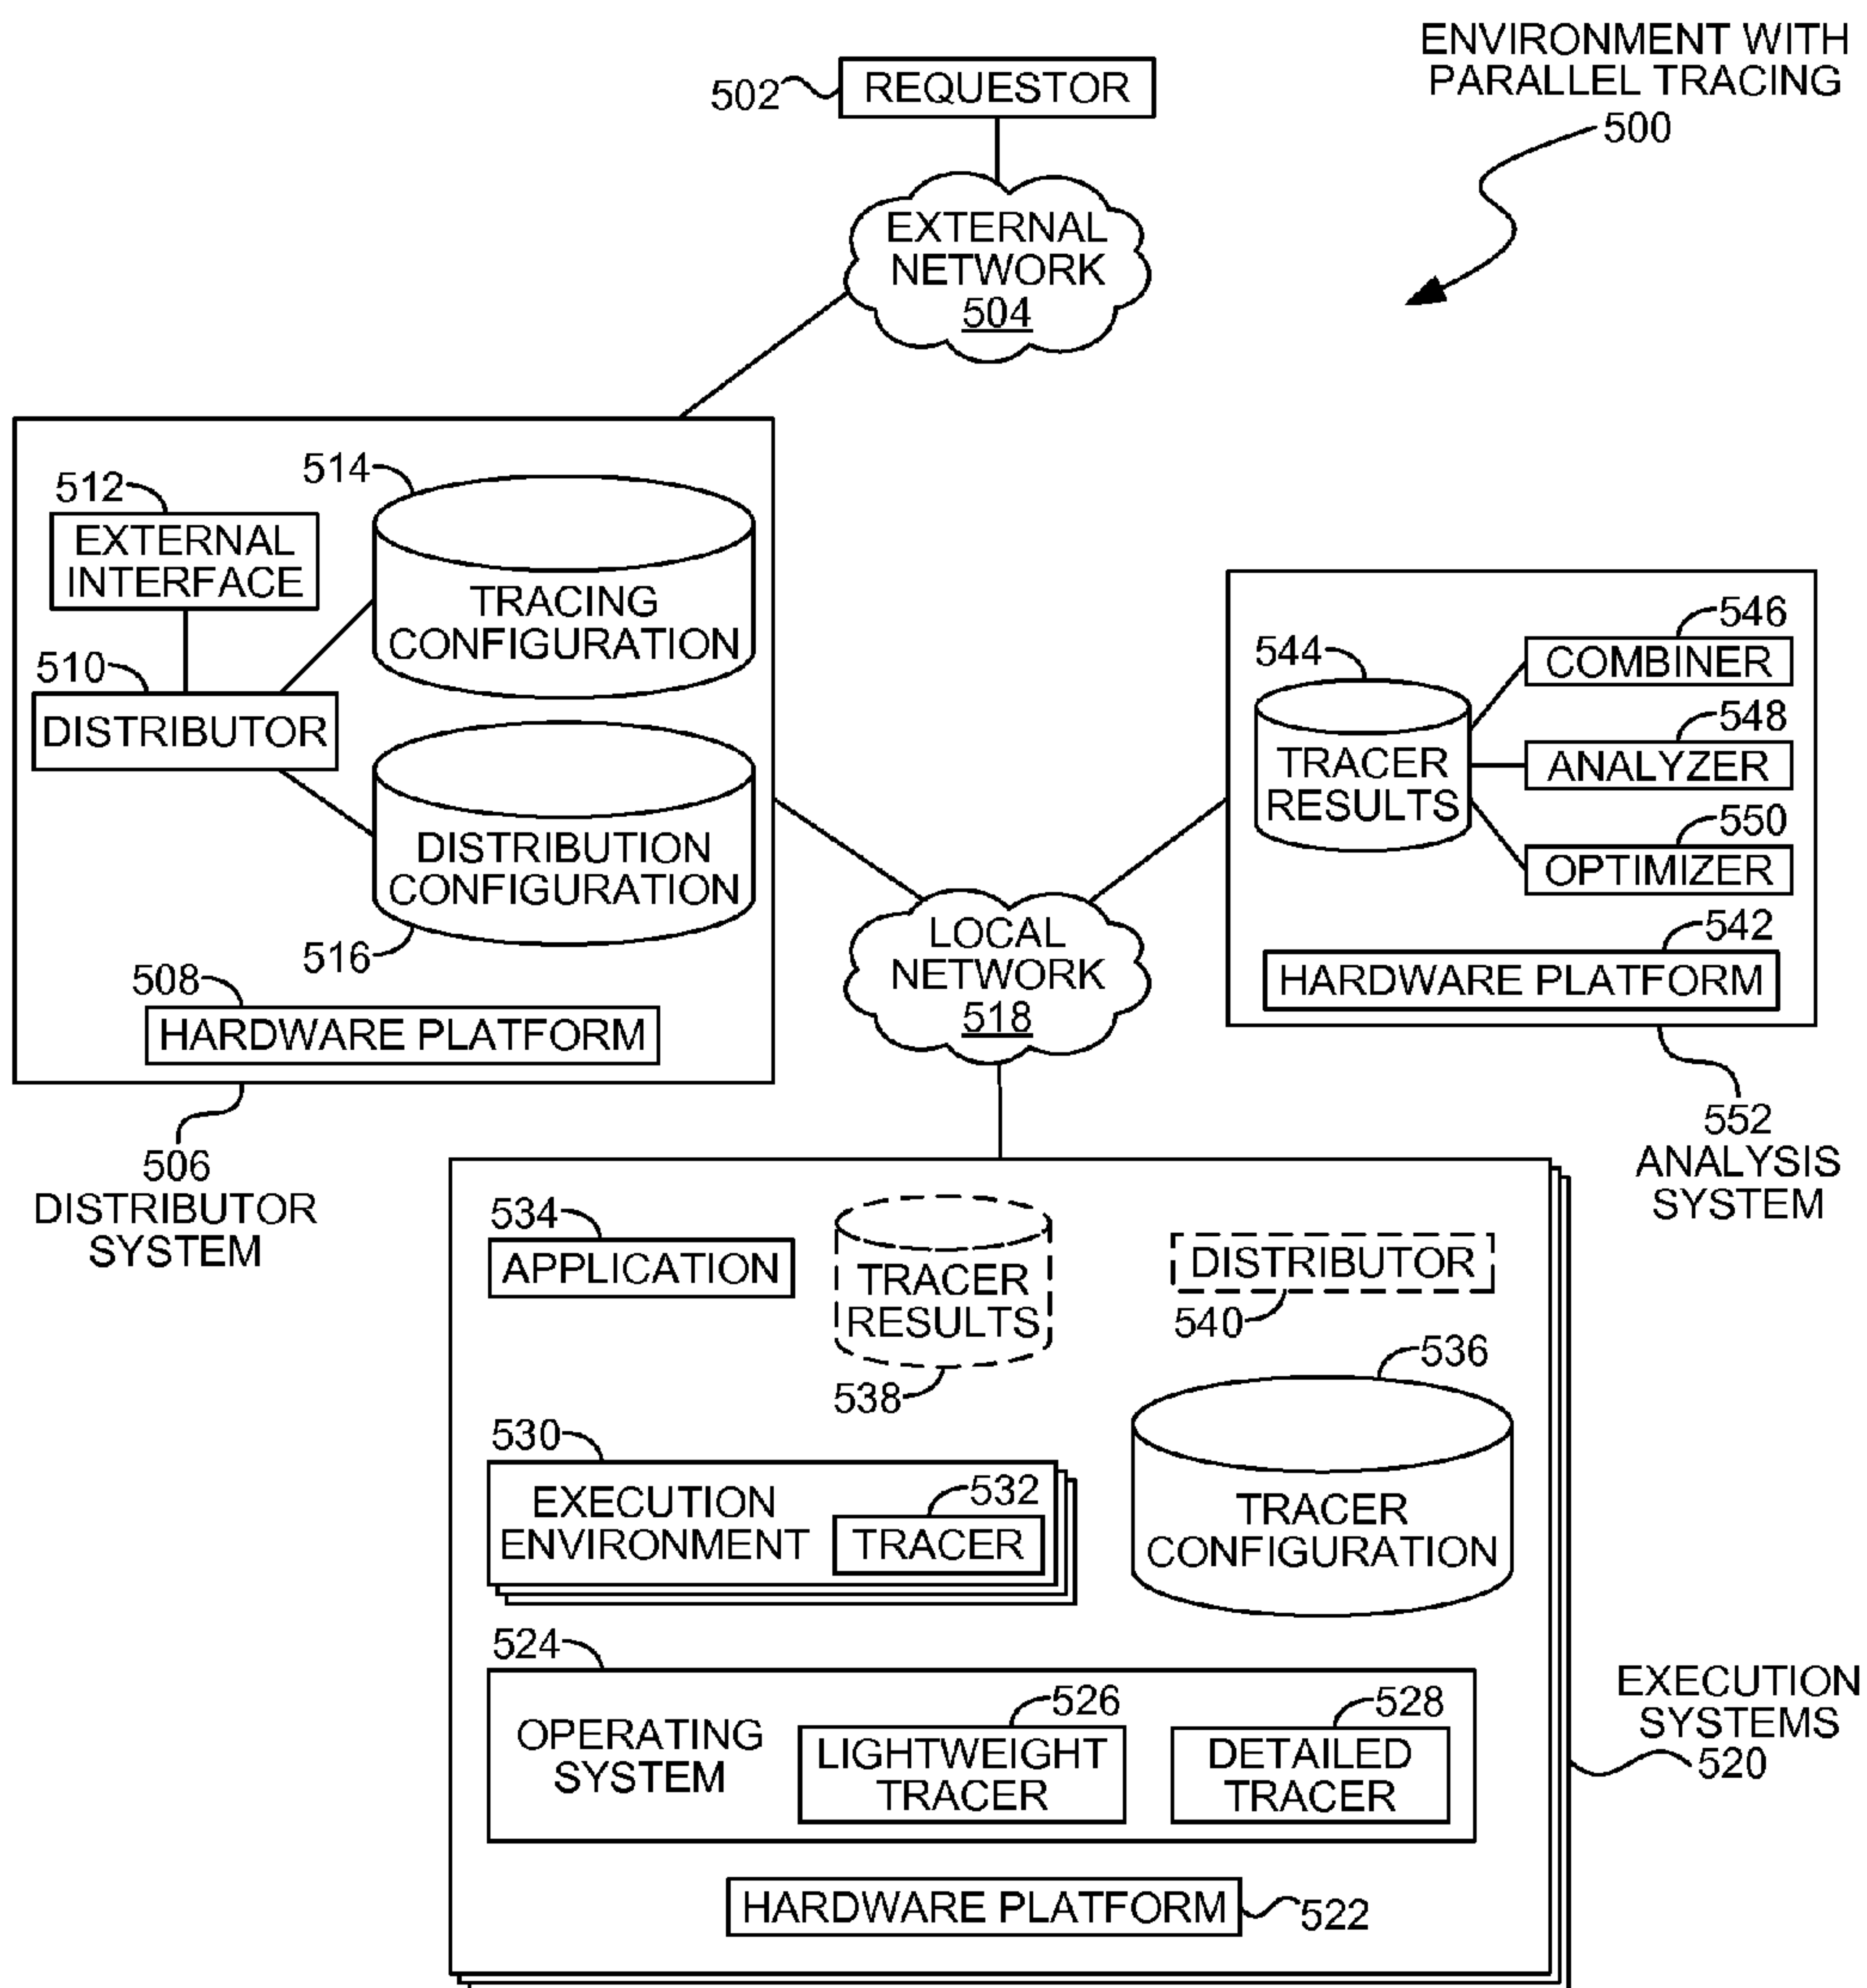 ENVIRONMENT WITH
PARALLEL TRACING
500
502
REQUESTOR
EXTERNAL
NETWORK
504
514
512
EXTERNAL
INTERFACE
TRACING
CONFIGURATION
510
DISTRIBUTOR
DISTRIBUTION
CONFIGURATION
516
508
HARDWARE PLATFORM
506
DISTRIBUTOR
SYSTEM
546
COMBINER
544
548
TRACER
RESULTS
ANALYZER
550
OPTIMIZER
542
HARDWARE PLATFORM
552
ANALYSIS
SYSTEM
LOCAL
NETWORK
518
534
APPLICATION
TRACER
RESULTS
538
DISTRIBUTOR
540
536
TRACER
CONFIGURATION
530
EXECUTION
ENVIRONMENT
532
TRACER
524
OPERATING
SYSTEM
526
LIGHTWEIGHT
TRACER
528
DETAILED
TRACER
EXECUTION
SYSTEMS
520
HARDWARE PLATFORM
522